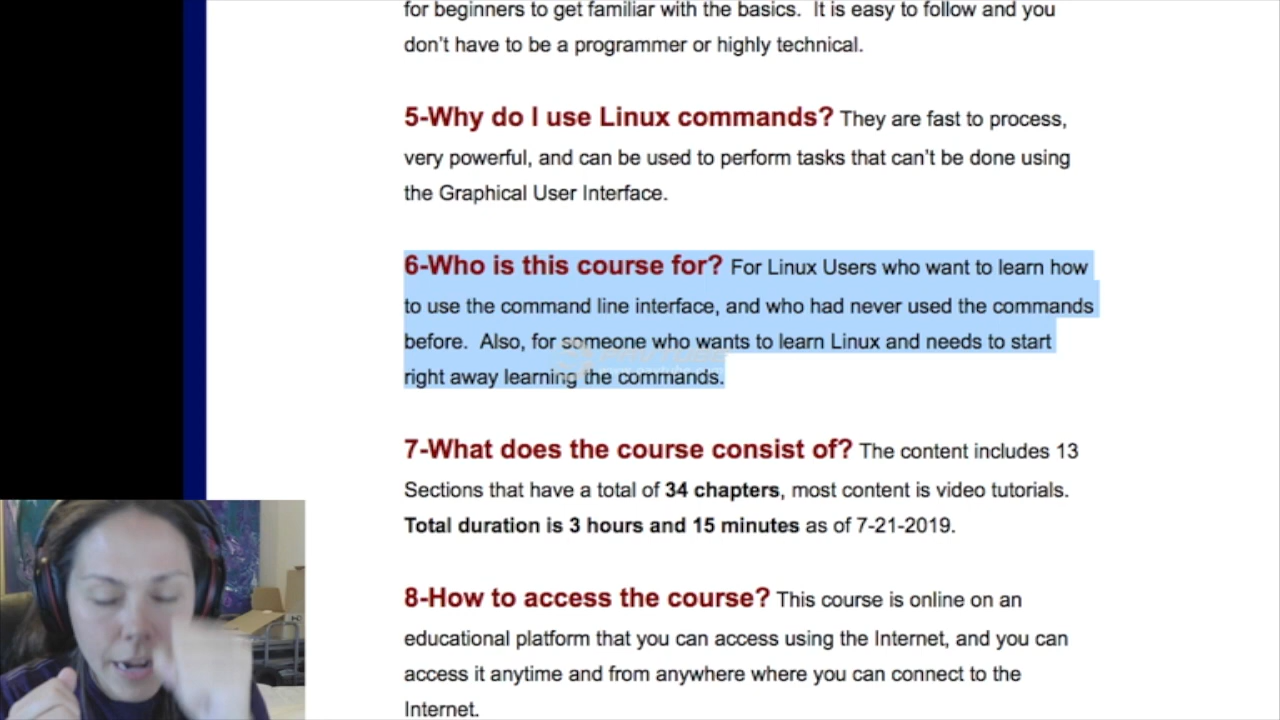 for beginners to get familiar with the basics.  It is easy to follow and you
don't have to be a programmer or highly technical.
5-Why do I use Linux commands? They are fast to process,
very powerful, and can be used to perform tasks that can't be done using
the Graphical User Interface.
6-Who is this course for? For Linux Users who want to learn how
to use the command line interface, and who had never used the commands
before.  Also, for someone who wants to learn Linux and needs to start
right away learning the commands.
7-What does the course consist of? The content includes 13
Sections that have a total of 34 chapters, most content is video tutorials.
Total duration is 3 hours and 15 minutes as of 7-21-2019.
8-How to access the course? This course is online on an
educational platform that you can access using the Internet, and you can
access it anytime and from anywhere where you can connect to the
Internet.